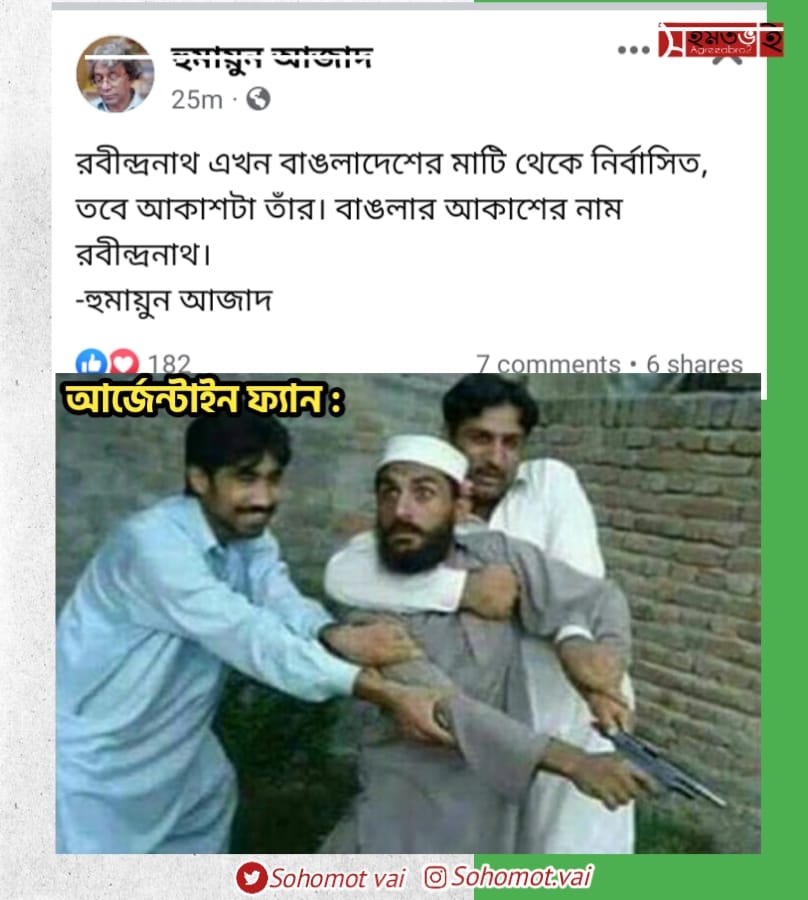 হুমায়ুন আজাদ
সহমতভাই
Agreeabro?
25m ·
রবীন্দ্রনাথ এখন বাঙলাদেশের মাটি থেকে নির্বাসিত,
তবে আকাশটা তাঁর। বাঙলার আকাশের নাম
রবীন্দ্রনাথ।
-হুমায়ুন আজাদ
182
7 comments • 6 shares
আর্জেন্টাইন ফ্যান :
Sohomot vai
Sohomot.vai